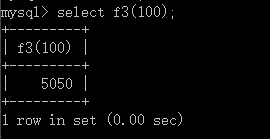 mysql> select f3(100);
+---------+
| f3(100) |
+---------+
|    5050 |
+---------+
1 row in set (0.00 sec)